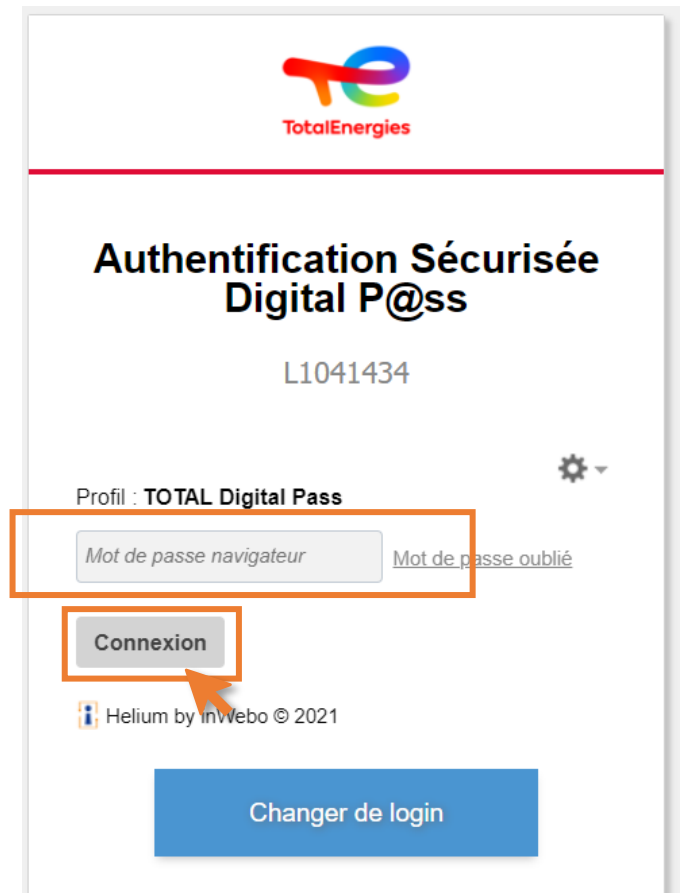 TotalEnergies
Authentification Sécurisée
Digital P@ss
L1041434
Profil : TOTAL Digital Pass
Mot de passe navigateur Mot de passe oublié
Connexion
Helium by inWebo © 2021
Changer de login